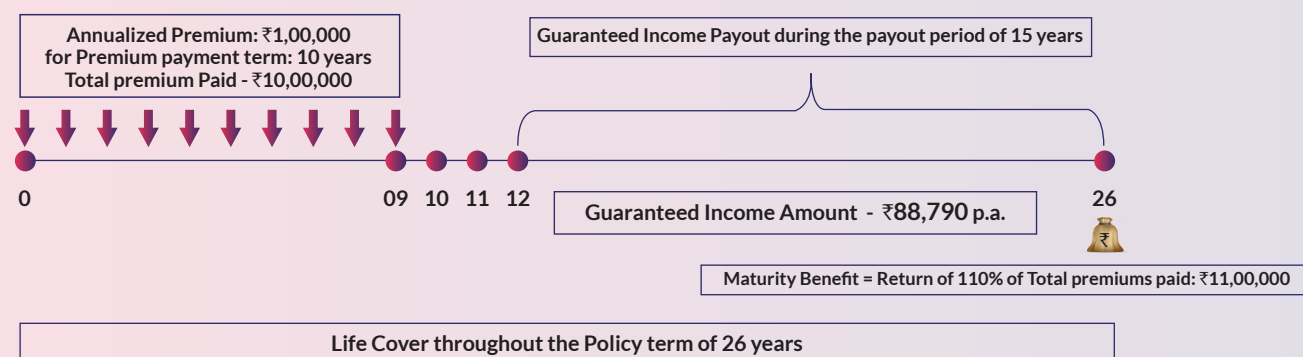 Annualized Premium: ₹1,00,000
for Premium payment term: 10 years
Total premium Paid - ₹10,00,000
Guaranteed Income Payout during the payout period of 15 years
0
09
10
11
12
26
Guaranteed Income Amount - ₹88,790 p.a.
₹
Maturity Benefit = Return of 110% of Total premiums paid: ₹11,00,000
Life Cover throughout the Policy term of 26 years